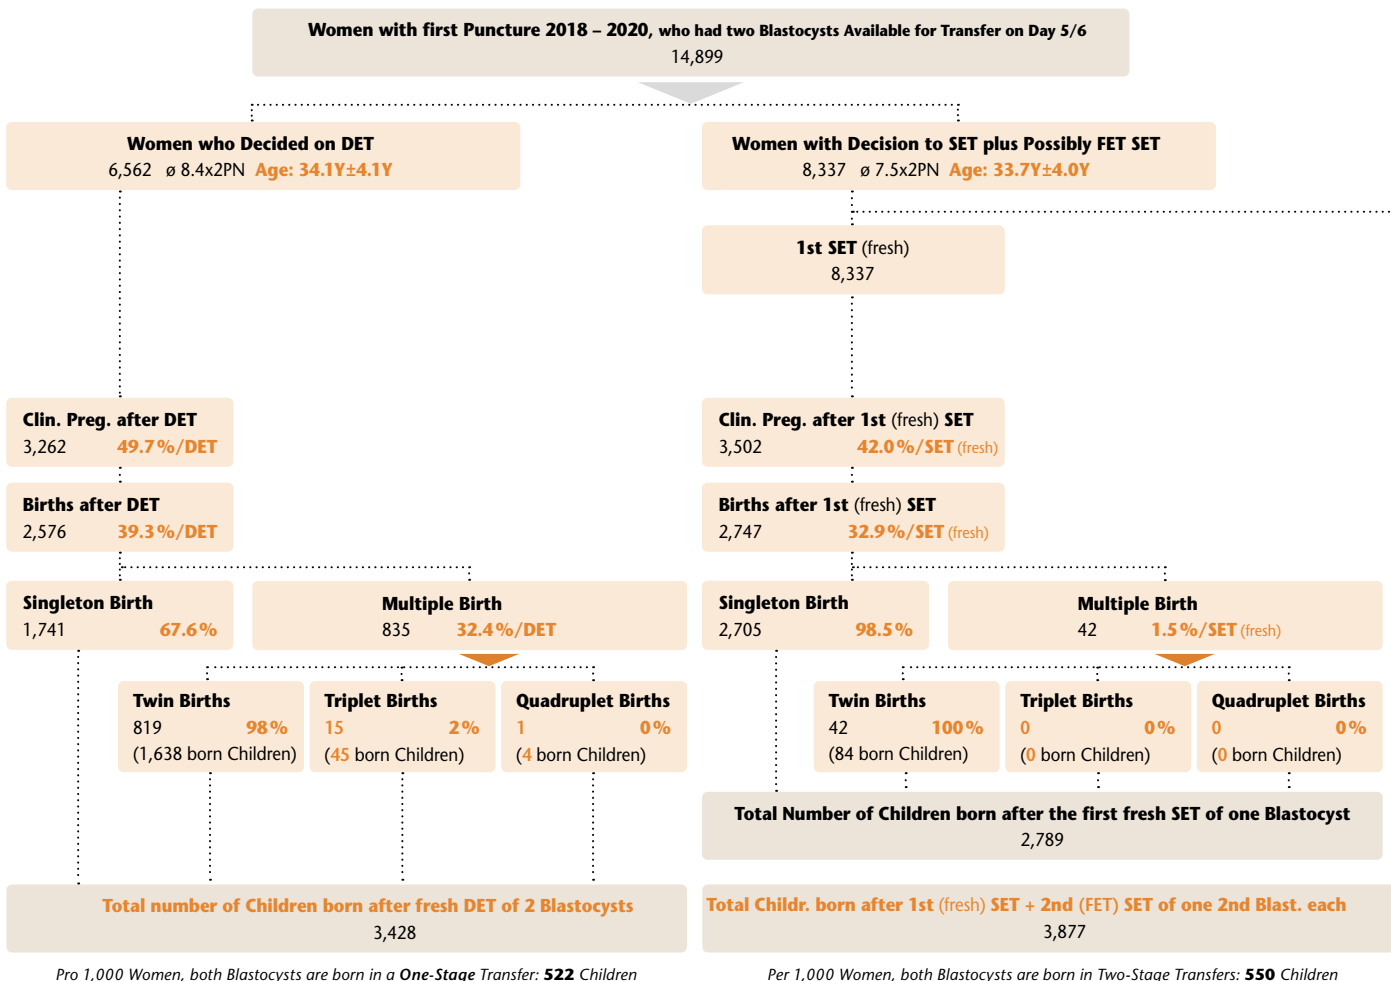 Women with first Puncture 2018 – 2020, who had two Blastocysts Available for Transfer on Day 5/6
14,899
Women who Decided on DET
6,562 ø 8.4x2PN Age: 34.1Y±4.1Y
Women with Decision to SET plus Possibly FET SET
8,337 ø 7.5x2PN Age: 33.7Y±4.0Y
1st SET (fresh)
8,337
Clin. Preg. after DET
3,262 49.7%/DET
Clin. Preg. after 1st (fresh) SET
3,502 42.0%/SET (fresh)
Births after DET
2,576 39.3%/DET
Births after 1st (fresh) SET
2,747 32.9%/SET (fresh)
Singleton Birth
1,741 67.6%
Multiple Birth
835 32.4%/DET
Singleton Birth
2,705 98.5%
Multiple Birth
42 1.5%/SET (fresh)
Twin Births
819 98%
(1,638 born Children)
Triplet Births
15 2%
(45 born Children)
Quadruplet Births
1 0%
(4 born Children)
Twin Births
42 100%
(84 born Children)
Triplet Births
0 0%
(0 born Children)
Quadruplet Births
0 0%
(0 born Children)
Total Number of Children born after the first fresh SET of one Blastocyst
2,789
Total number of Children born after fresh DET of 2 Blastocysts
3,428
Total Childr. born after 1st (fresh) SET + 2nd (FET) SET of one 2nd Blast. each
3,877
Pro 1,000 Women, both Blastocysts are born in a One-Stage Transfer: 522 Children
Per 1,000 Women, both Blastocysts are born in Two-Stage Transfers: 550 Children